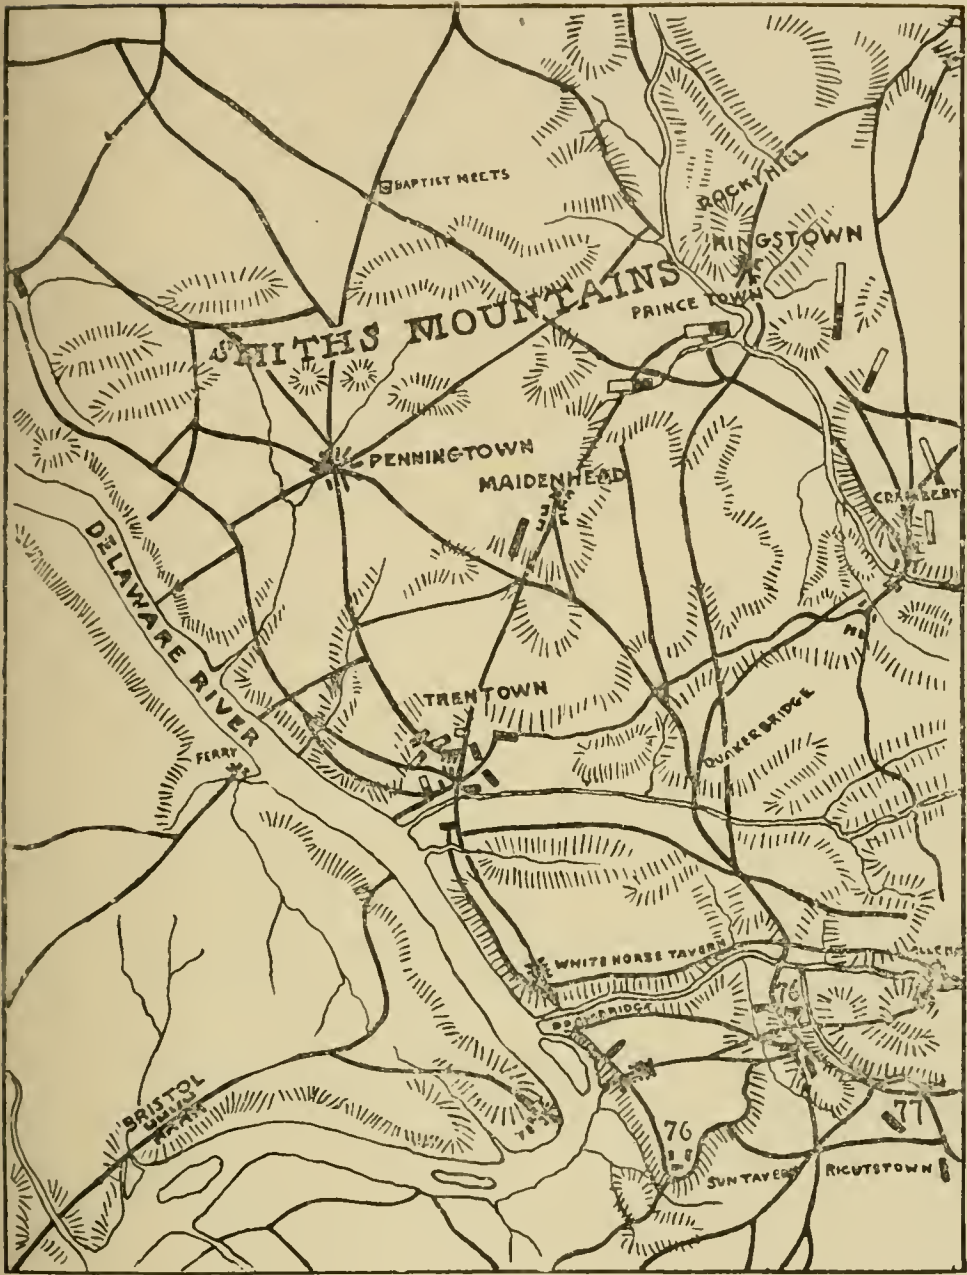 BAPTIST MEETS
ROCKY HILL
KINGSTOWN
SMITHS MOUNTAINS
PRINCE TOWN
PENNINGTOWN
MAIDENHEAD
CRANBERY
DELAWARE RIVER
TRENTOWN
QUAKERBRIDGE
FERRY
WHITE HORSE TAVERN
76
BRISTOL
76
77
SUN TAVERN
RIGUTSTOWN